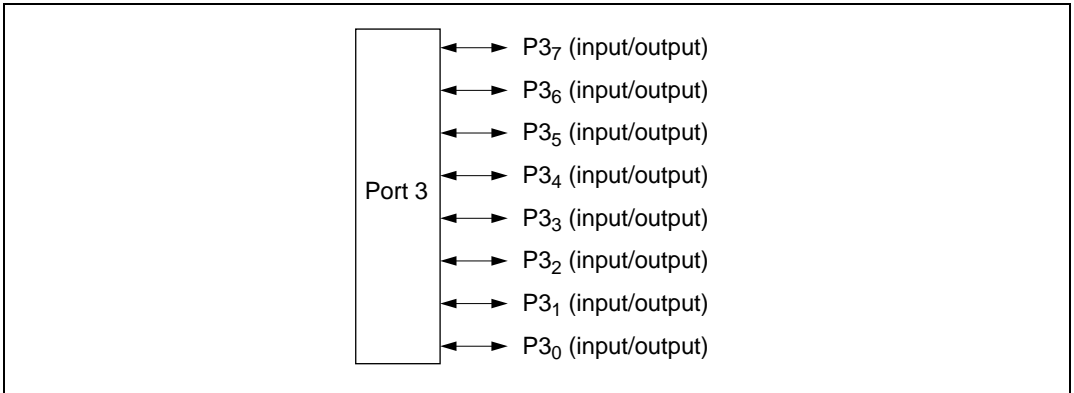 P3₇ (input/output)
P3₆ (input/output)
P3₅ (input/output)
P3₄ (input/output)
Port 3
P3₃ (input/output)
P3₂ (input/output)
P3₁ (input/output)
P3₀ (input/output)